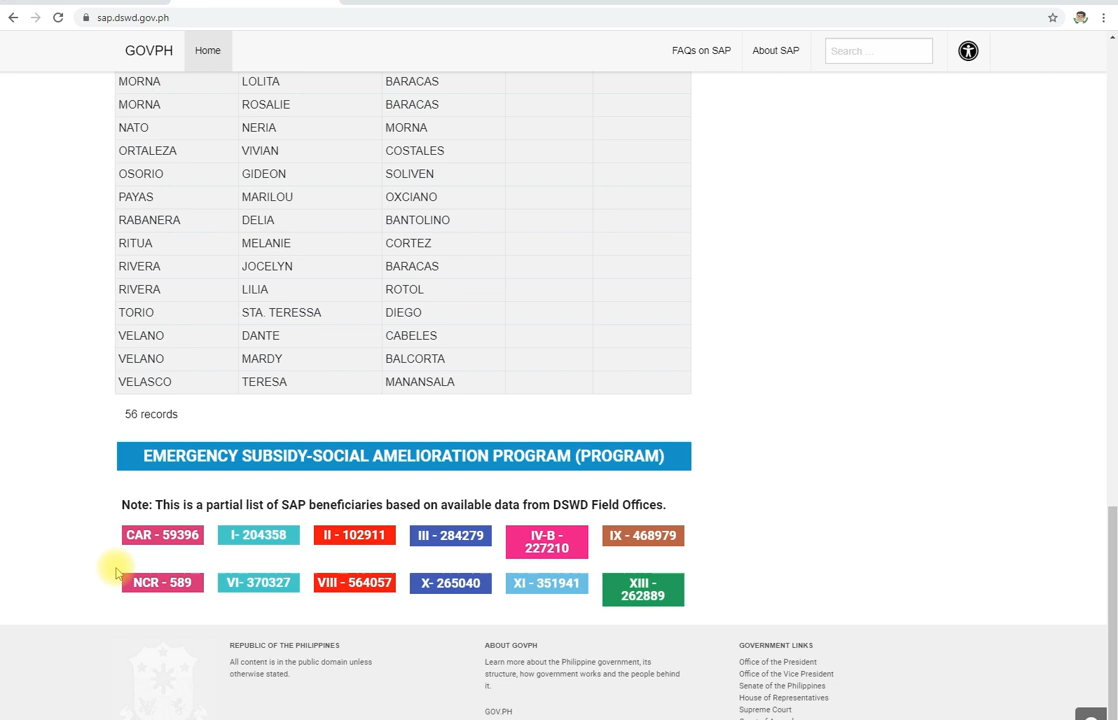 sap.dswd.gov.ph
GOVPH Home FAQs on SAP About SAP Search ...
MORNA LOLITA BARACAS
MORNA ROSALIE BARACAS
NATO NERIA MORNA
ORTALEZA VIVIAN COSTALES
OSORIO GIDEON SOLIVEN
PAYAS MARILOU OXCIANO
RABANERA DELIA BANTOLINO
RITUA MELANIE CORTEZ
RIVERA JOCELYN BARACAS
RIVERA LILIA ROTOL
TORIO STA. TERESSA DIEGO
VELANO DANTE CABELES
VELANO MARDY BALCORTA
VELASCO TERESA MANANSALA
56 records
EMERGENCY SUBSIDY-SOCIAL AMELIORATION PROGRAM (PROGRAM)
Note: This is a partial list of SAP beneficiaries based on available data from DSWD Field Offices.
CAR - 59396 I- 204358 II - 102911 III - 284279 IV-B -
227210 IX - 468979
NCR - 589 VI- 370327 VIII - 564057 X- 265040 XI - 351941 XIII -
262889
REPUBLIC OF THE PHILIPPINES
All content is in the public domain unless
otherwise stated.
ABOUT GOVPH
Learn more about the Philippine government, its
structure, how government works and the people behind
it.
GOV.PH
GOVERNMENT LINKS
Office of the President
Office of the Vice President
Senate of the Philippines
House of Representatives
Supreme Court